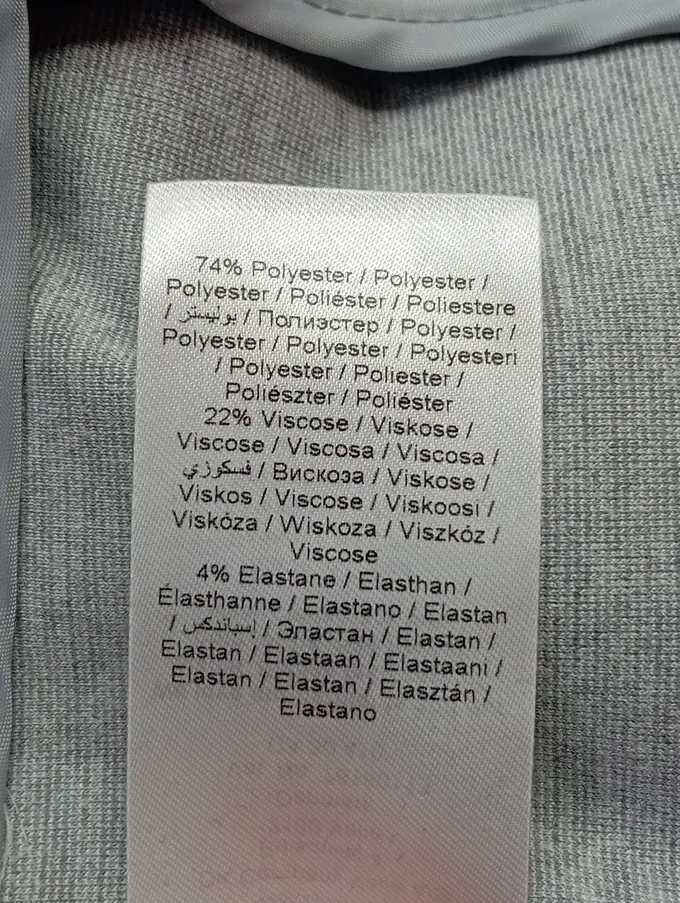 74% Polyester / Polyester /
Polyester / Poliéster / Poliestere
/ بوليستر / Полиэстер / Polyester /
Polyester / Polyester / Polyesteri
/ Polyester / Poliester /
Poliészter / Poliéster
22% Viscose / Viskose /
Viscose / Viscosa / Viscosa /
فسكوزي / Вискоза / Viskose /
Viskos / Viscose / Viskoosi /
Viskóza / Wiskoza / Viszkóz /
Viscose
4% Elastane / Elasthan /
Élasthanne / Elastano / Elastan
/ إسباندكس / Эластан / Elastan /
Elastan / Elastaan / Elastaani /
Elastan / Elastan / Elasztán /
Elastano